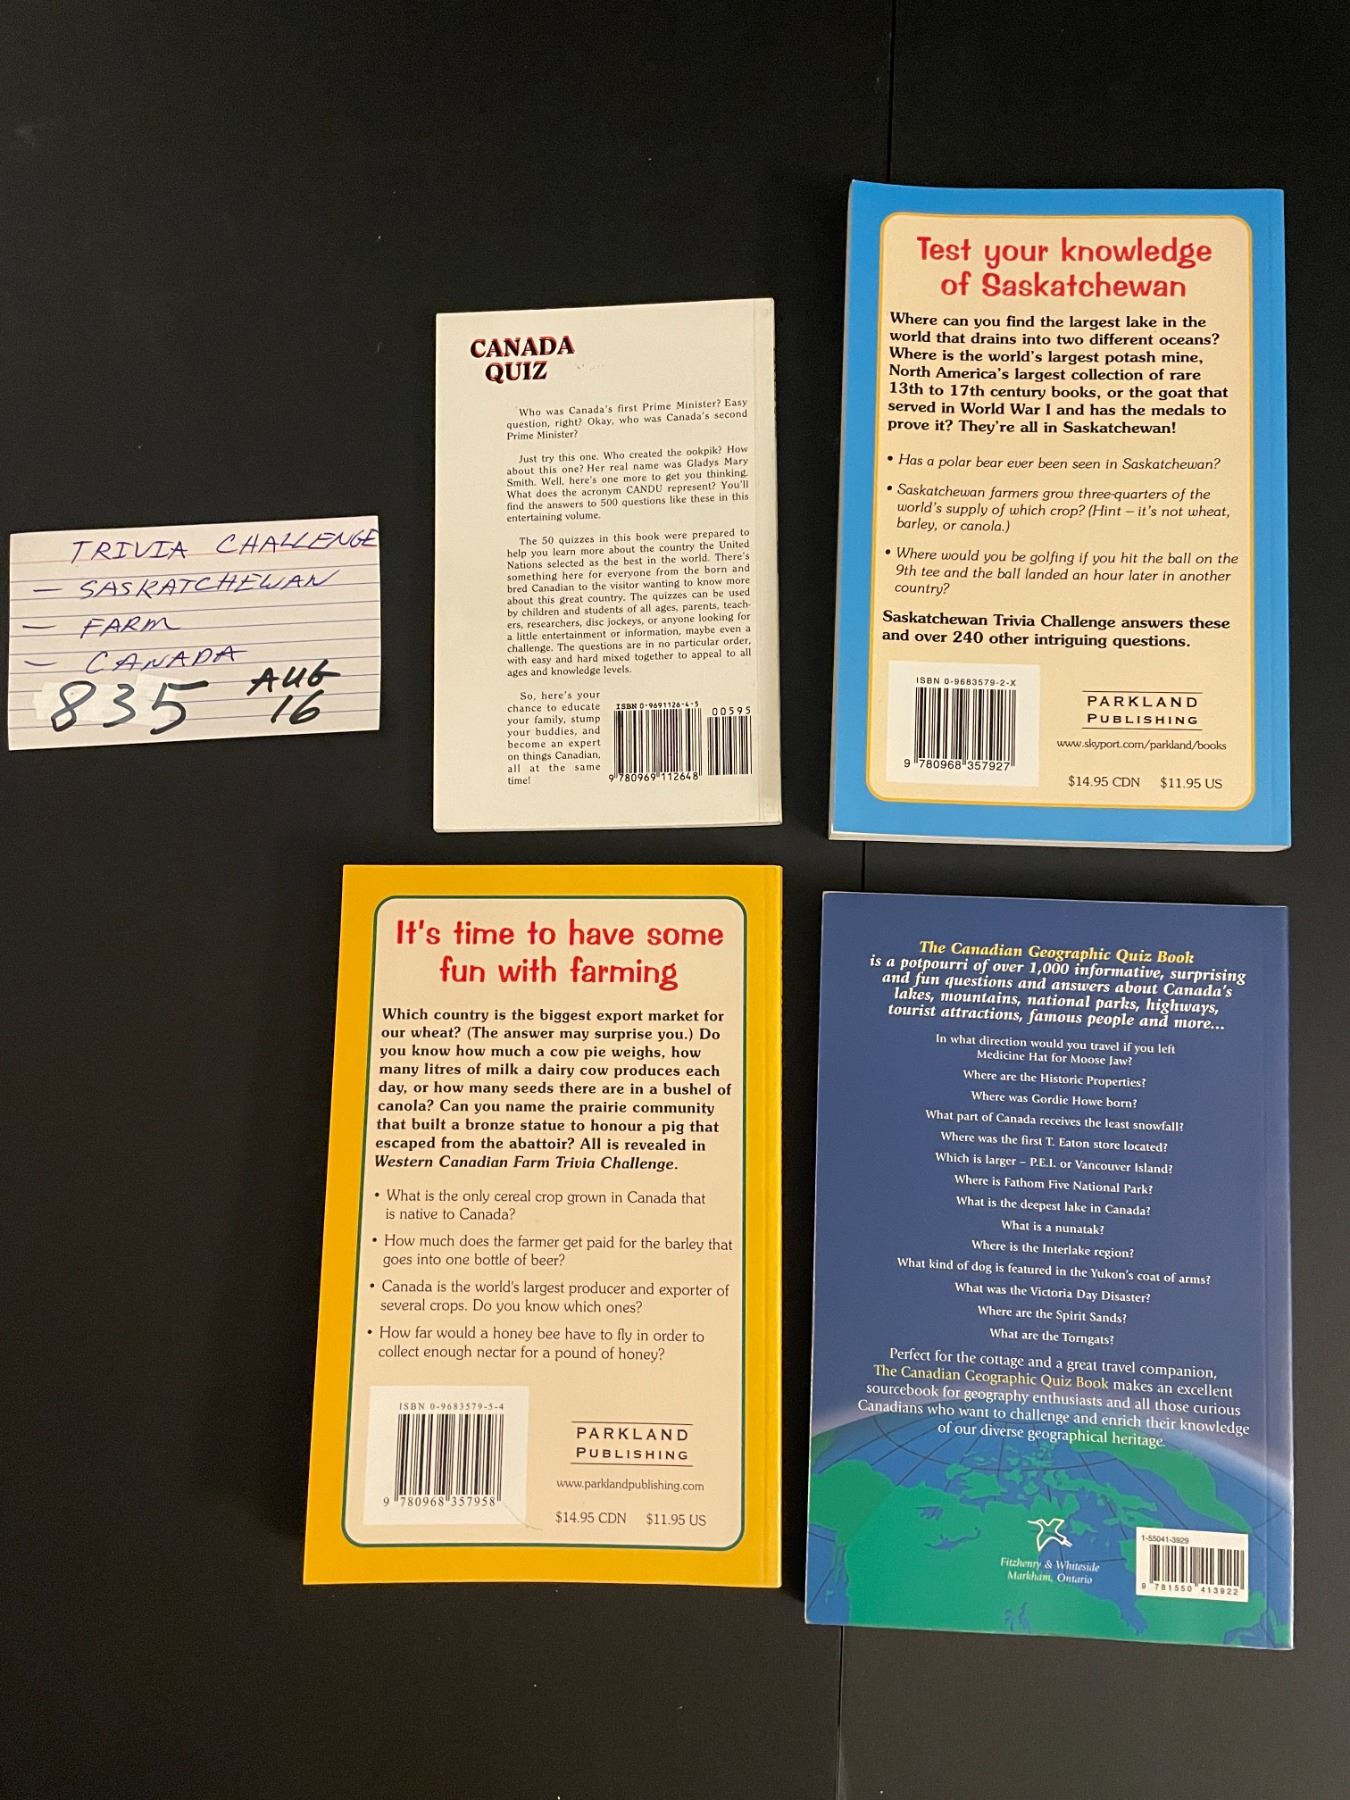 TRIVIA CHALLENGE
— SASKATCHEWAN
— FARM
— CANADA
835 AUG
16
CANADA
QUIZ
Who was Canada's first Prime Minister? Easy
question, right? Okay, who was Canada's second
Prime Minister?
Just try this one. Who created the ookpik? How
about this one? Her real name was Gladys Mary
Smith. Well, here's one more to get you thinking.
What does the acronym CANDU represent? You'll
find the answers to 500 questions like these in this
entertaining volume.
The 50 quizzes in this book were prepared to
help you learn more about the country the United
Nations selected as the best in the world. There's
something here for everyone from the born and
bred Canadian to the visitor wanting to know more
about this great country. The quizzes can be used
by children and students of all ages, parents, teach-
ers, researchers, disc jockeys, or anyone looking for
a little entertainment or information, maybe even a
challenge. The questions are in no particular order,
with easy and hard mixed together to appeal to all
ages and knowledge levels.
So, here's your
chance to educate
your family, stump
your buddies, and
become an expert
on things Canadian,
all at the same
time!
ISBN 0-9691126-4-5
00595
9 780969 112648
Test your knowledge
of Saskatchewan
Where can you find the largest lake in the
world that drains into two different oceans?
Where is the world's largest potash mine,
North America's largest collection of rare
13th to 17th century books, or the goat that
served in World War I and has the medals to
prove it? They're all in Saskatchewan!
• Has a polar bear ever been seen in Saskatchewan?
• Saskatchewan farmers grow three-quarters of the
world's supply of which crop? (Hint – it's not wheat,
barley, or canola.)
• Where would you be golfing if you hit the ball on the
9th tee and the ball landed an hour later in another
country?
Saskatchewan Trivia Challenge answers these
and over 240 other intriguing questions.
ISBN 0-9683579-2-X
9 780968 357927
PARKLAND
PUBLISHING
www.skyport.com/parkland/books
$14.95 CDN $11.95 US
It's time to have some
fun with farming
Which country is the biggest export market for
our wheat? (The answer may surprise you.) Do
you know how much a cow pie weighs, how
many litres of milk a dairy cow produces each
day, or how many seeds there are in a bushel of
canola? Can you name the prairie community
that built a bronze statue to honour a pig that
escaped from the abattoir? All is revealed in
Western Canadian Farm Trivia Challenge.
• What is the only cereal crop grown in Canada that
is native to Canada?
• How much does the farmer get paid for the barley that
goes into one bottle of beer?
• Canada is the world's largest producer and exporter of
several crops. Do you know which ones?
• How far would a honey bee have to fly in order to
collect enough nectar for a pound of honey?
ISBN 0-9683579-5-4
9 780968 357958
PARKLAND
PUBLISHING
www.parklandpublishing.com
$14.95 CDN $11.95 US
The Canadian Geographic Quiz Book
is a potpourri of over 1,000 informative, surprising
and fun questions and answers about Canada's
lakes, mountains, national parks, highways,
tourist attractions, famous people and more...
In what direction would you travel if you left
Medicine Hat for Moose Jaw?
Where are the Historic Properties?
Where was Gordie Howe born?
What part of Canada receives the least snowfall?
Where was the first T. Eaton store located?
Which is larger – P.E.I. or Vancouver Island?
Where is Fathom Five National Park?
What is the deepest lake in Canada?
What is a nunatak?
Where is the Interlake region?
What kind of dog is featured in the Yukon's coat of arms?
What was the Victoria Day Disaster?
Where are the Spirit Sands?
What are the Torngats?
Perfect for the cottage and a great travel companion,
The Canadian Geographic Quiz Book makes an excellent
sourcebook for geography enthusiasts and all those curious
Canadians who want to challenge and enrich their knowledge
of our diverse geographical heritage.
Fitzhenry & Whiteside
Markham, Ontario
1-55041-3929
9 781550 413922